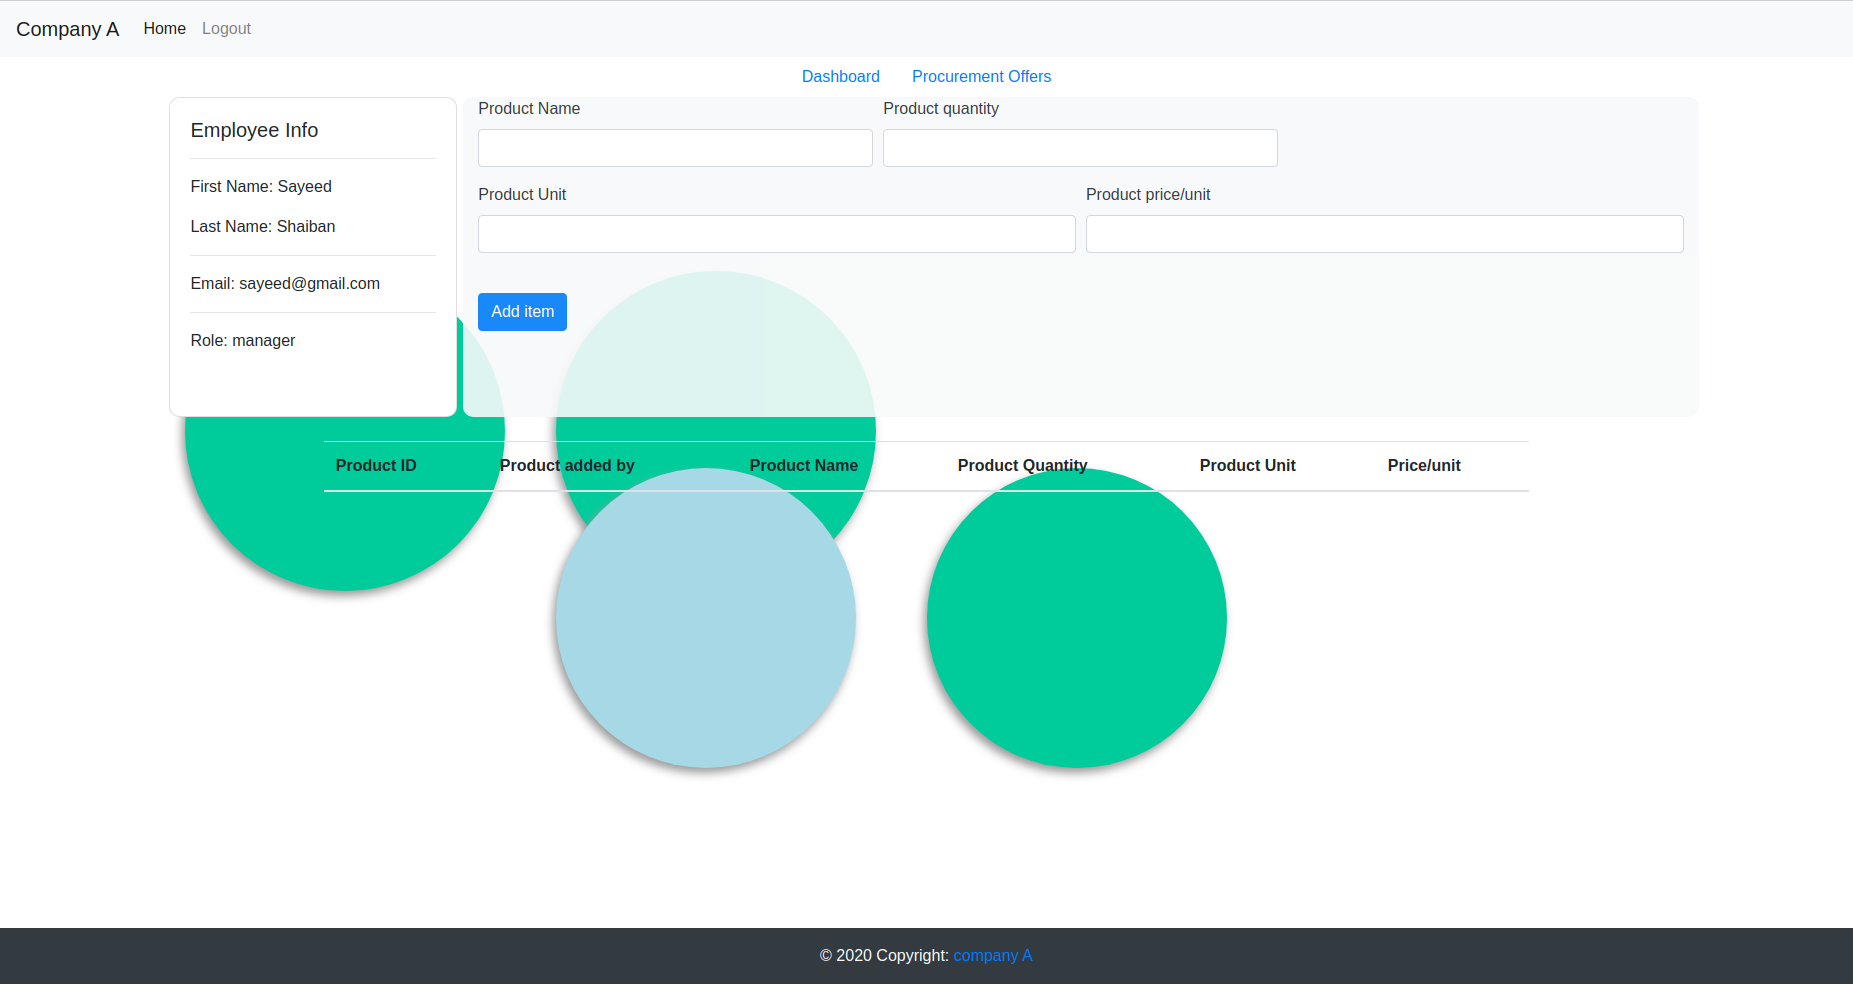 Company A Home Logout
Dashboard Procurement Offers
Employee Info
First Name: Sayeed
Last Name: Shaiban
Email: sayeed@gmail.com
Role: manager
Product Name Product quantity
Product Unit Product price/unit
Add item
Product ID Product added by Product Name Product Quantity Product Unit Price/unit
© 2020 Copyright: company A